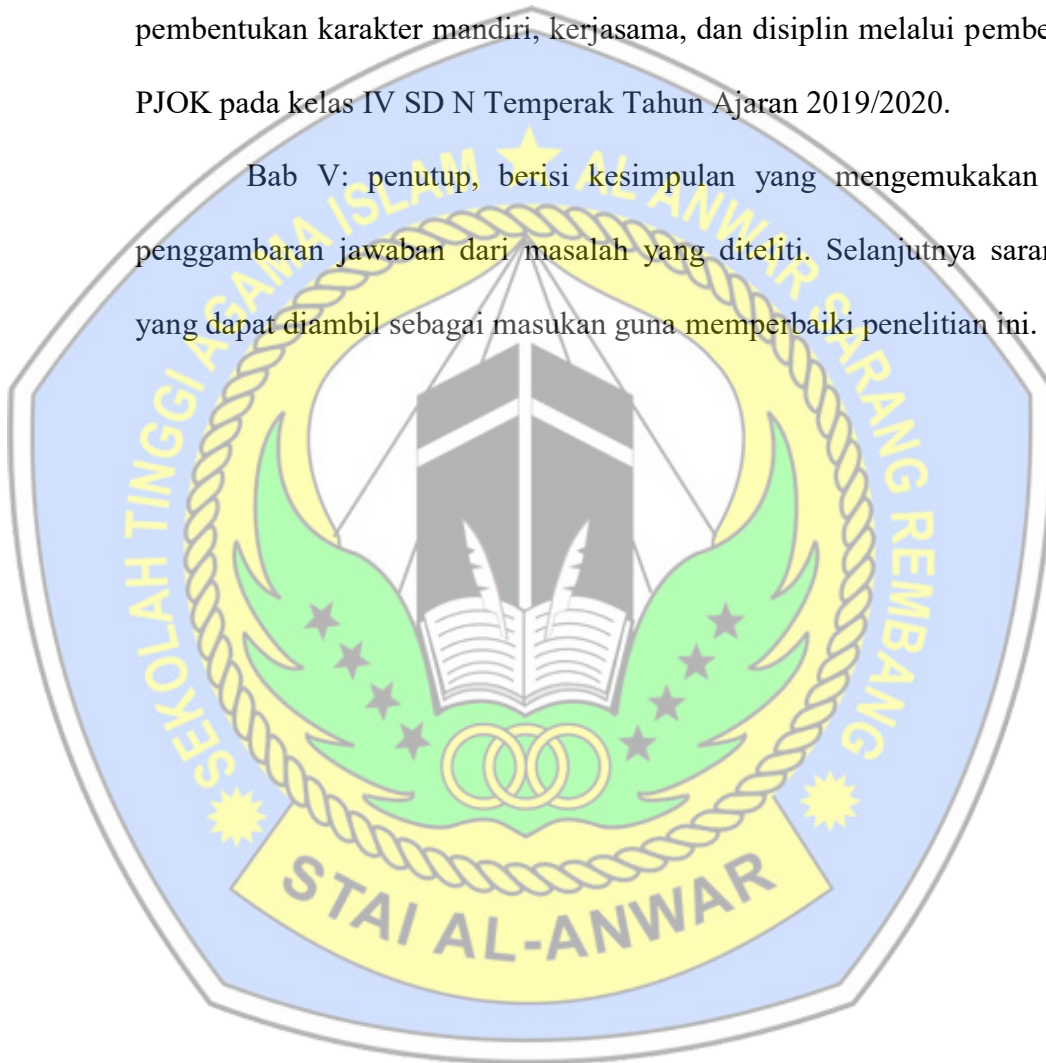 pembentukan karakter mandiri, kerjasama, dan disiplin melalui pembe
PJOK pada kelas IV SD N Temperak Tahun Ajaran 2019/2020.
Bab V: penutup, berisi kesimpulan yang mengemukakan
penggambaran jawaban dari masalah yang diteliti. Selanjutnya saran
yang dapat diambil sebagai masukan guna memperbaiki penelitian ini.
SEKOLAH TINGGI AGAMA ISLAM AL ANWAR SARANG REMBANG
STAI AL-ANWAR